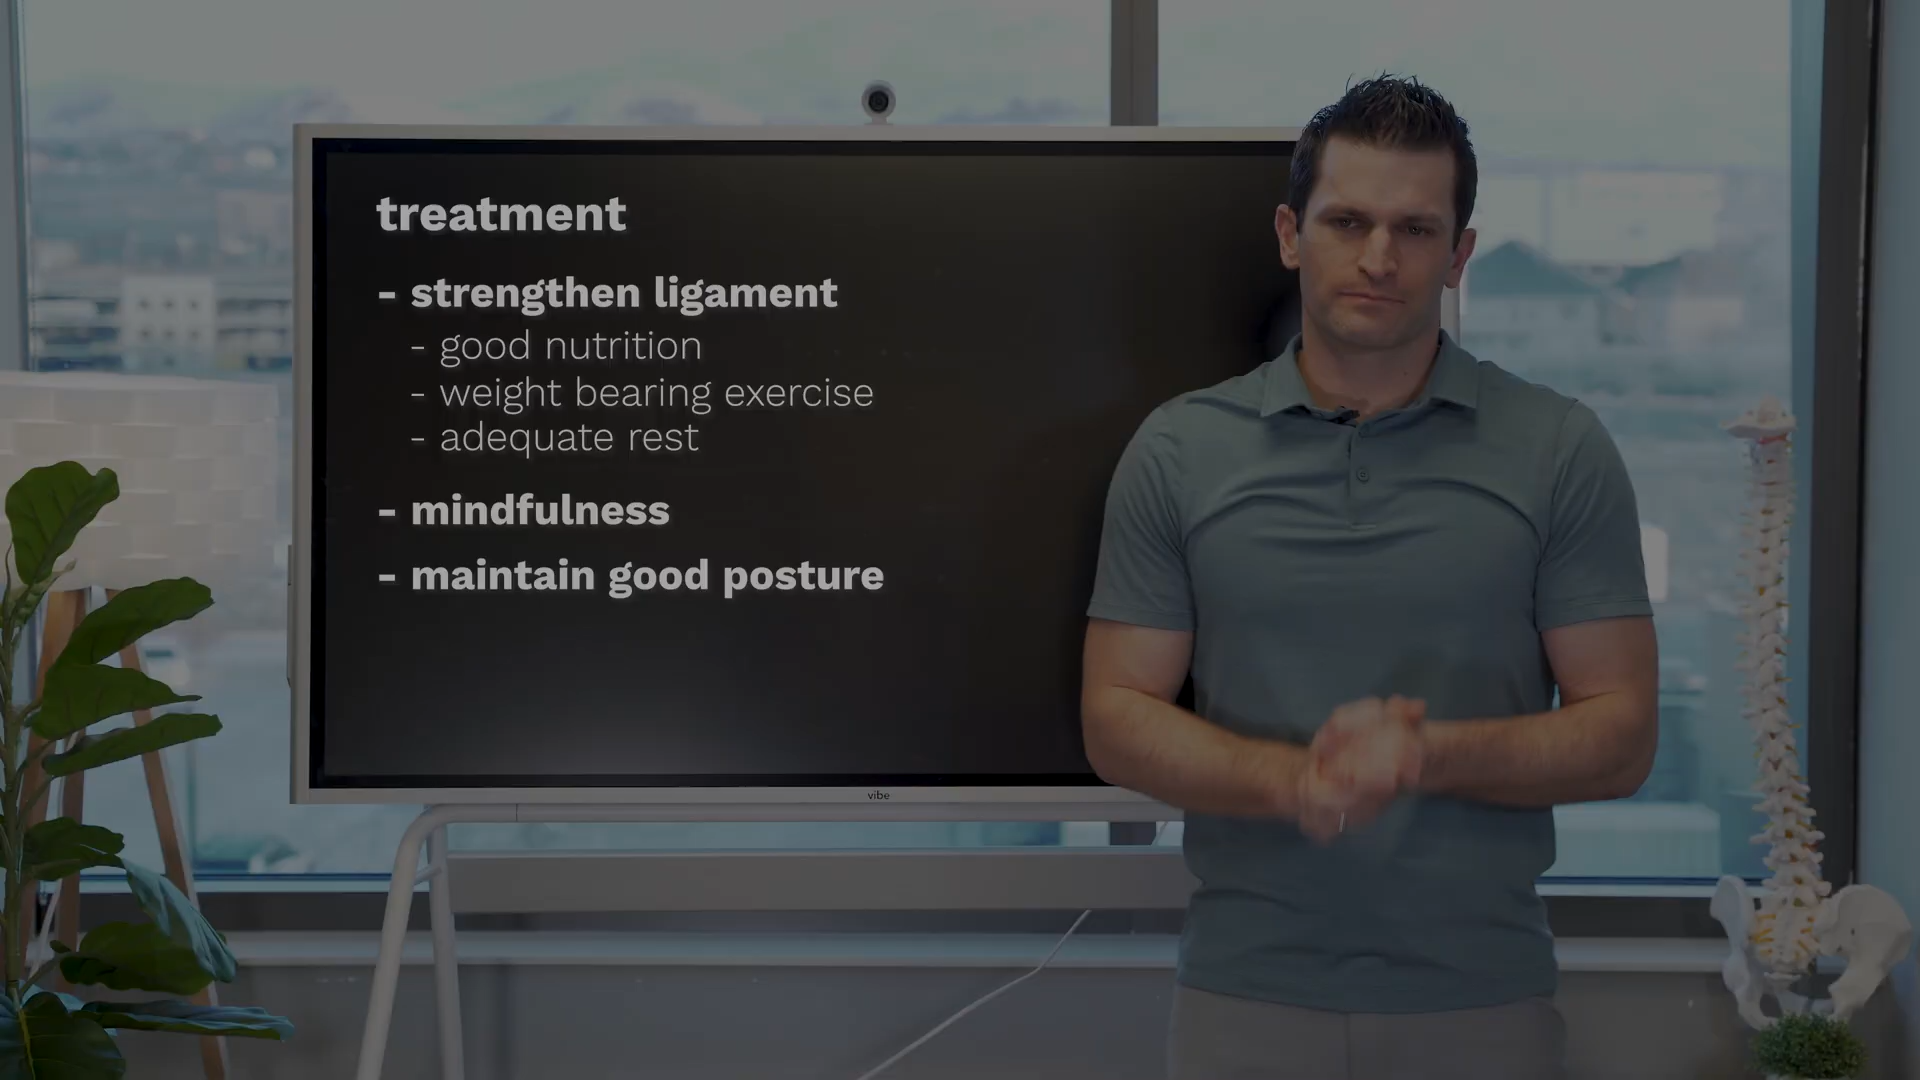 treatment
- strengthen ligament
- good nutrition
- weight bearing exercise
- adequate rest
- mindfulness
- maintain good posture
vibe